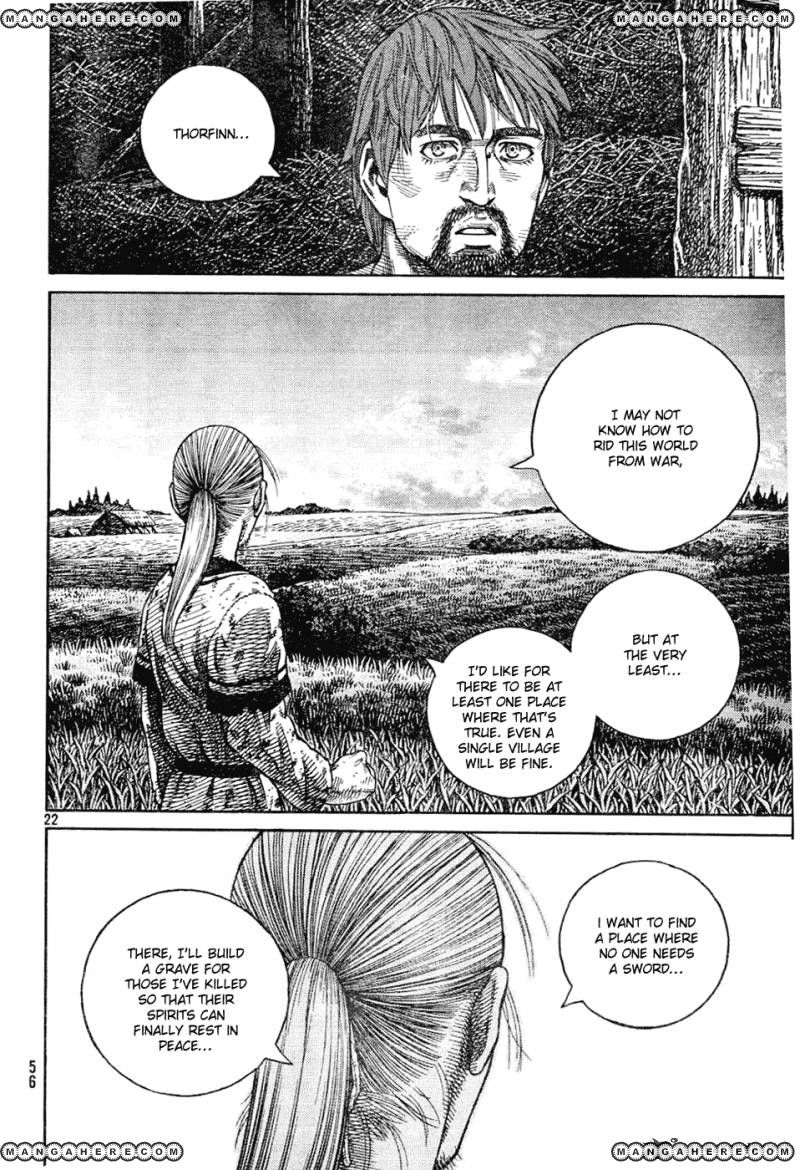 MANGAHERE.COM
MANGAHERE.COM
THORFINN...
I MAY NOT
KNOW HOW TO
RID THIS WORLD
FROM WAR,
BUT AT
THE VERY
LEAST...
I'D LIKE FOR
THERE TO BE AT
LEAST ONE PLACE
WHERE THAT'S
TRUE. EVEN A
SINGLE VILLAGE
WILL BE FINE.
22
I WANT TO FIND
A PLACE WHERE
NO ONE NEEDS
A SWORD...
THERE, I'LL BUILD
A GRAVE FOR
THOSE I'VE KILLED
SO THAT THEIR
SPIRITS CAN
FINALLY REST IN
PEACE...
56
MANGAHERE.COM
MANGAHERE.COM